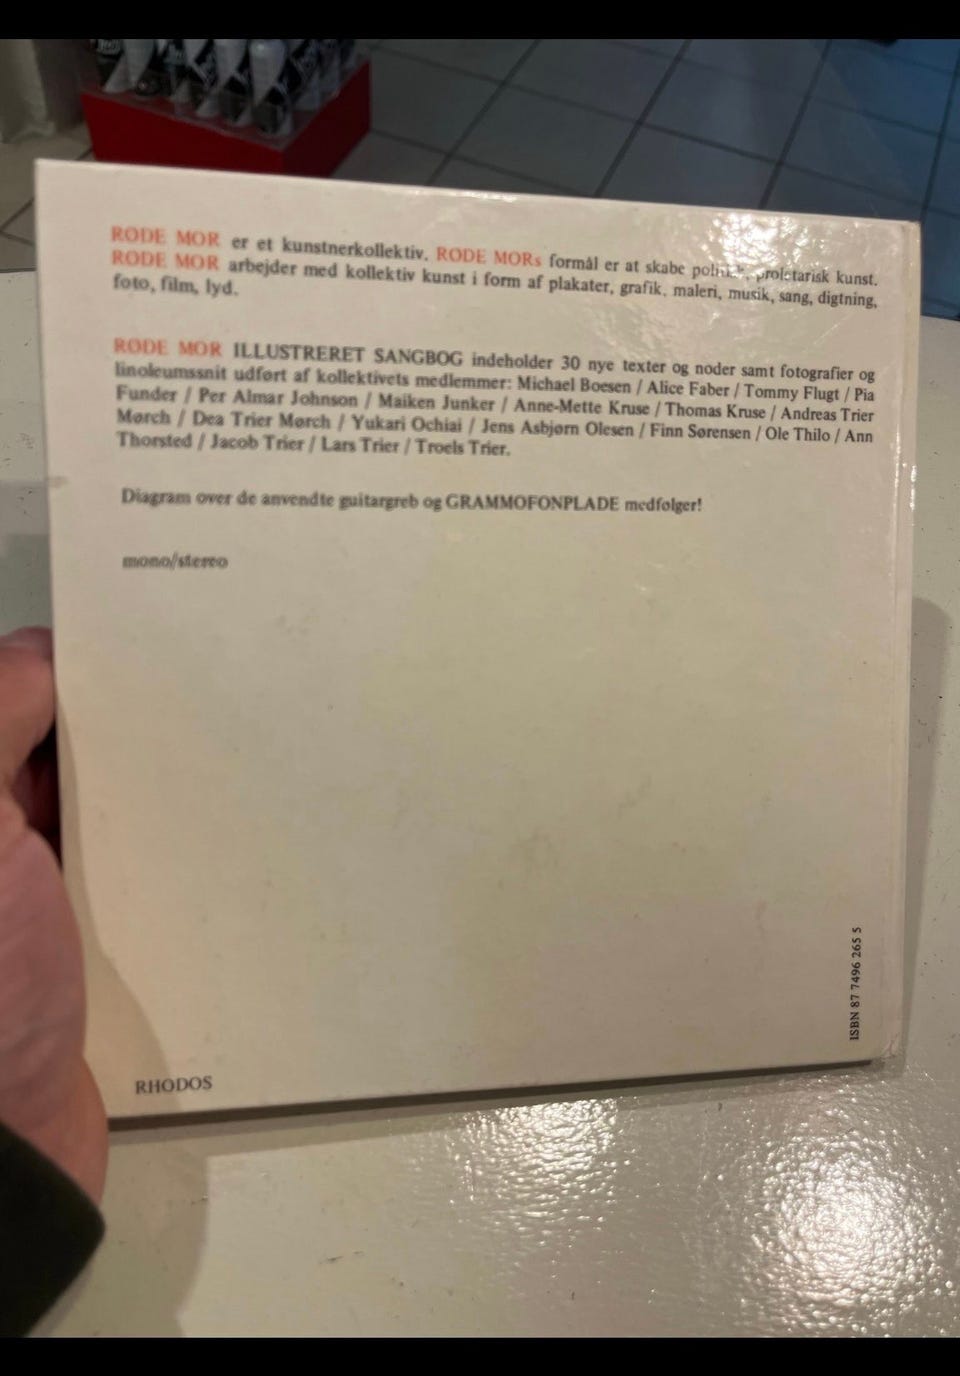 RØDE MOR er et kunstnerkollektiv. RØDE MORs formål er at skabe politisk, proletarisk kunst.
RØDE MOR arbejder med kollektiv kunst i form af plakater, grafik, maleri, musik, sang, digtning,
foto, film, lyd.
RØDE MOR ILLUSTRERET SANGBOG indeholder 30 nye texter og noder samt fotografier og
linoleumssnit udført af kollektivets medlemmer: Michael Boesen / Alice Faber / Tommy Flugt / Pia
Funder / Per Almar Johnson / Maiken Junker / Anne-Mette Kruse / Thomas Kruse / Andreas Trier
Mørch / Dea Trier Mørch / Yukari Ochiai / Jens Asbjørn Olesen / Finn Sørensen / Ole Thilo / Ann
Thorsted / Jacob Trier / Lars Trier / Troels Trier.
Diagram over de anvendte guitargreb og GRAMMOFONPLADE medfølger!
mono/stereo
ISBN 87 7496 265 5
RHODOS